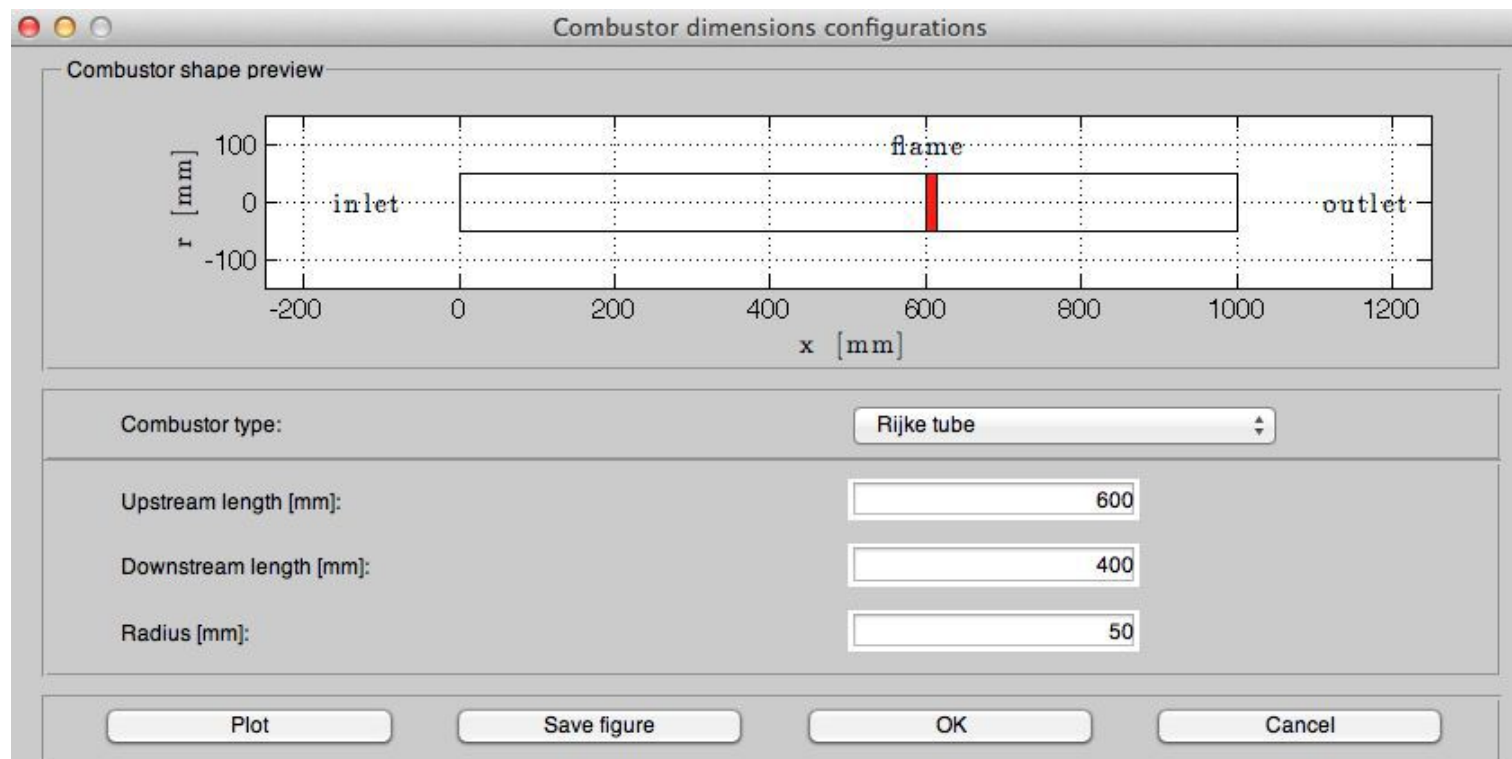 Combustor dimensions configurations
Combustor shape preview
100
flame
r [mm]
0
inlet
outlet
-100
-200 0 200 400 600 800 1000 1200
x [mm]
Combustor type: Rijke tube
Upstream length [mm]: 600
Downstream length [mm]: 400
Radius [mm]: 50
Plot Save figure OK Cancel